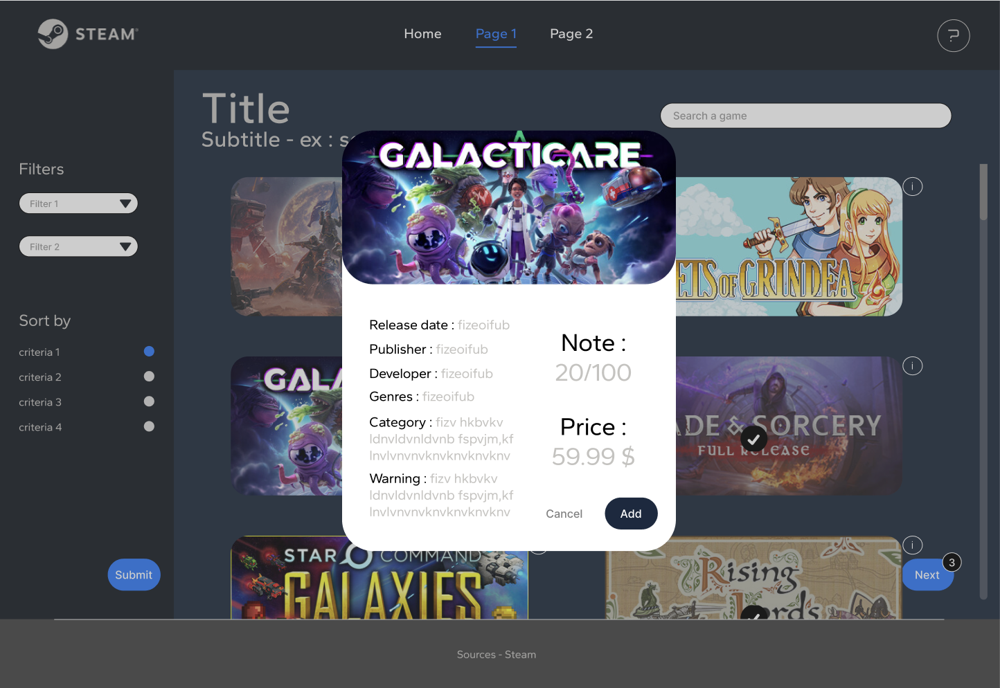 STEAM®
Home
Page 1
Page 2
?
Title
Subtitle - ex : s
Search a game
Filters
Filter 1
Filter 2
Sort by
criteria 1
criteria 2
criteria 3
criteria 4
Submit
GALACTICARE
Release date : fizeoifub
Publisher : fizeoifub
Developer : fizeoifub
Genres : fizeoifub
Category : fizv hkbvkv
ldnvldvnldvnb fspvjm,kf
lnvlvnvnvknvknvknvknv
Warning : fizv hkbvkv
ldnvldvnldvnb fspvjm,kf
lnvlvnvnvknvknvknvknv
Note :
20/100
Price :
59.99 $
Cancel
Add
i
ETS OF GRINDEA
GALA
i
ADE & SORCERY
FULL RELEASE
STAR COMMAND
GALAXIES
i
Rising
Lords
Next
3
Sources - Steam